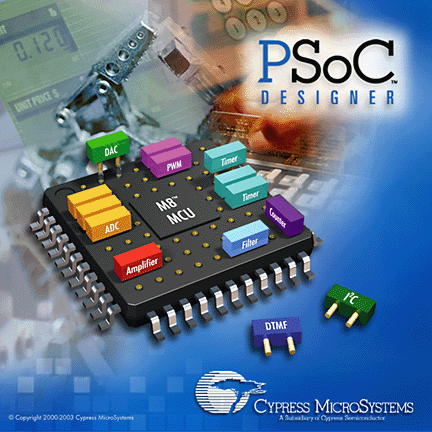 0.120
UNIT PRICE $
PSoC™
DESIGNER
DAC
PWM
Timer
Timer
M8™
MCU
ADC
Counter
Filter
Amplifier
I²C
DTMF
CYPRESS MICROSYSTEMS
A Subsidiary of Cypress Semiconductor
© Copyright 2000-2003 Cypress MicroSystems